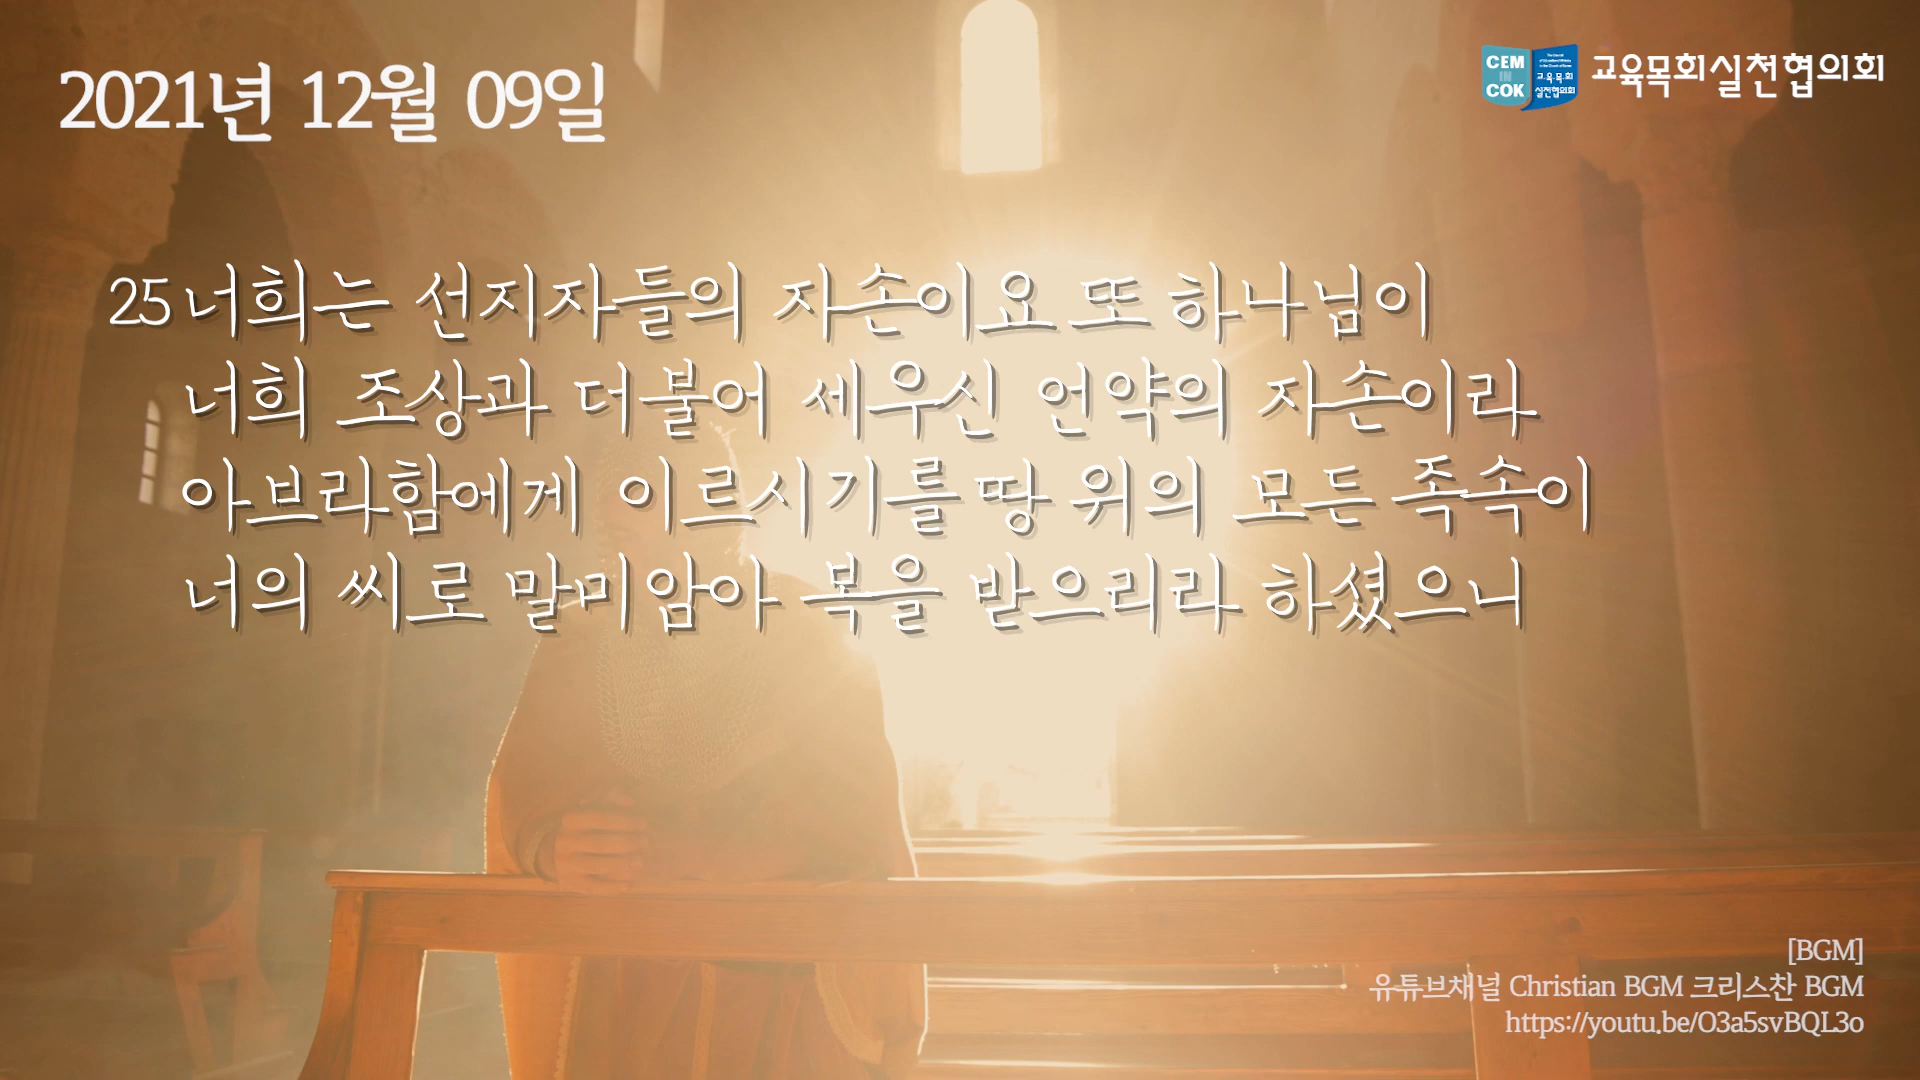 2021년 12월 09일
CEM
IN
COK
교육목회
실천협의회
교육목회실천협의회
25 너희는 선지자들의 자손이요 또 하나님이
너희 조상과 더불어 세우신 언약의 자손이라
아브라함에게 이르시기를 땅 위의 모든 족속이
너의 씨로 말미암아 복을 받으리라 하셨으니
[BGM]
유튜브채널 Christian BGM 크리스찬 BGM
https://youtu.be/O3a5svBQL3o